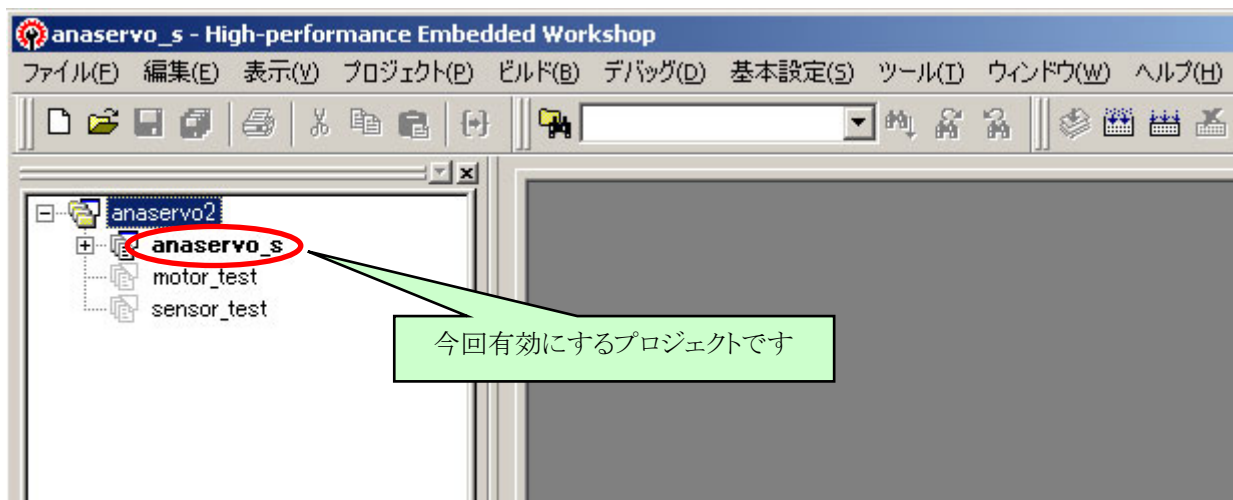 anaservo_s - High-performance Embedded Workshop
ファイル(F) 編集(E) 表示(V) プロジェクト(P) ビルド(B) デバッグ(D) 基本設定(S) ツール(T) ウィンドウ(W) ヘルプ(H)
anaservo2
anaservo_s
motor_test
sensor_test
今回有効にするプロジェクトです